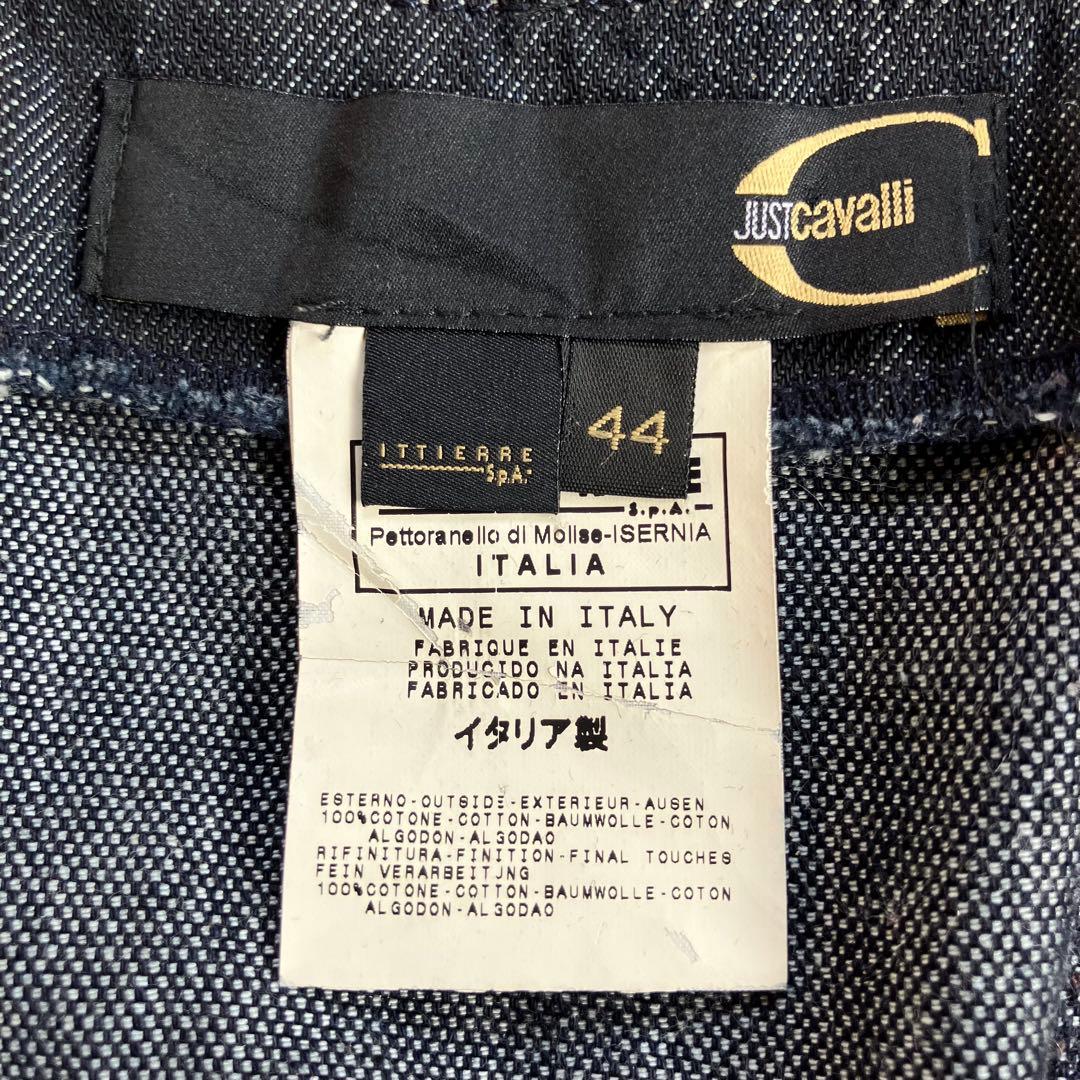 JUSTcavalli
ITTIERRE
S.p.A.
44
E
S.p.A.
Pettoranello di Molise-ISERNIA
ITALIA
MADE IN ITALY
FABRIQUE EN ITALIE
PRODUCIDO NA ITALIA
FABRICADO EN ITALIA
イタリア製
ESTERNO-OUTSIDE-EXTERIEUR-AUSEN
100%COTONE-COTTON-BAUMWOLLE-COTON
ALGODON-ALGODAO
RIFINITURA-FINITION-FINAL TOUCHES
FEIN VERARBEITJNG
100%COTONE-COTTON-BAUMWOLLE-COTON
ALGODON-ALGODAO